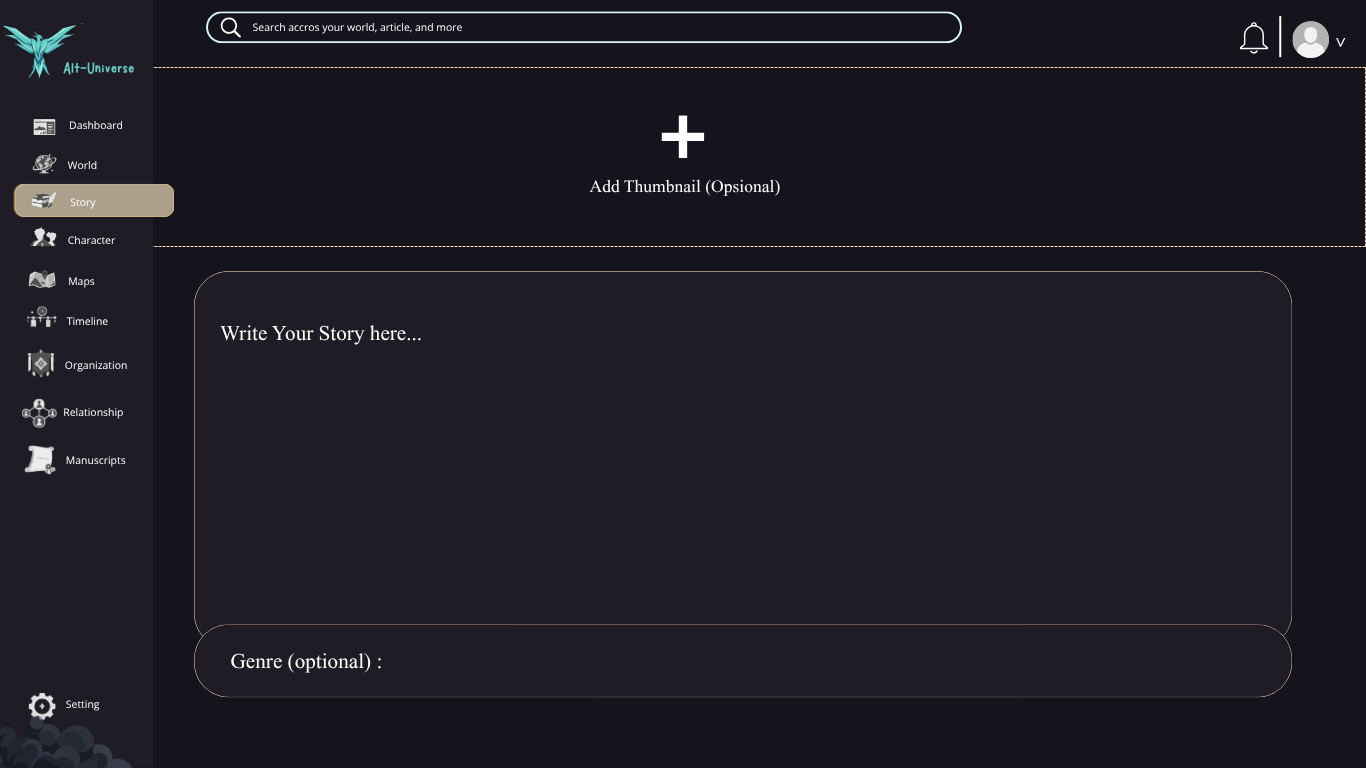 Search accros your world, article, and more
V
Alt-Universe
Add Thumbnail (Opsional)
Dashboard
World
Story
Character
Maps
Timeline
Organization
Relationship
Manuscripts
Setting
Write Your Story here...
Genre (optional) :